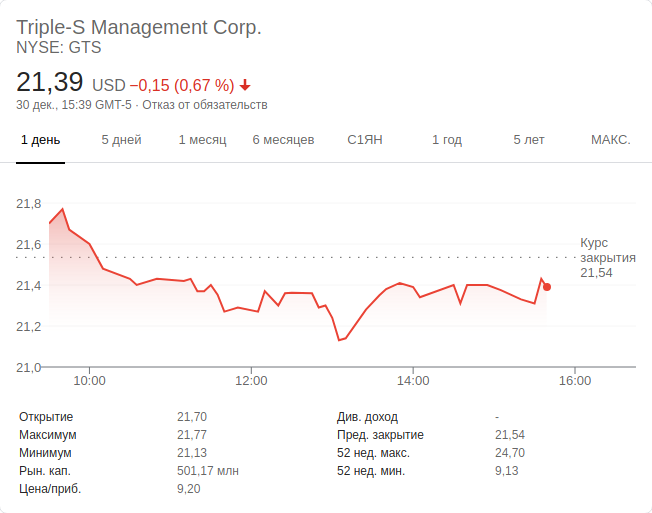 Triple-S Management Corp.
NYSE: GTS
21,39 USD −0,15 (0,67 %)
30 дек., 15:39 GMT-5 · Отказ от обязательств
1 день 5 дней 1 месяц 6 месяцев С1ЯН 1 год 5 лет МАКС.
21,8
21,6
21,4
21,2
21,0
Курс
закрытия
21,54
10:00 12:00 14:00 16:00
Открытие 21,70 Див. доход -
Максимум 21,77 Пред. закрытие 21,54
Минимум 21,13 52 нед. макс. 24,70
Рын. кап. 501,17 млн 52 нед. мин. 9,13
Цена/приб. 9,20